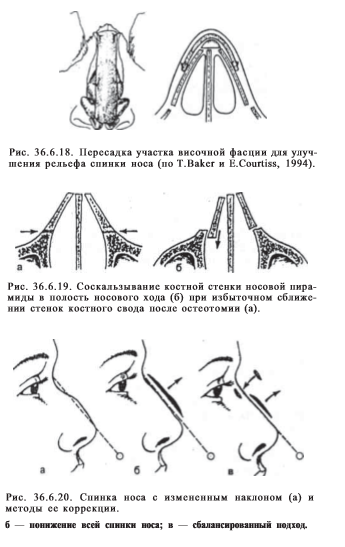 Рис. 36.6.18. Пересадка участка височной фасции для улуч-
шения рельефа спинки носа (по T.Baker и E.Courtiss, 1994).
а
б
Рис. 36.6.19. Соскальзывание костной стенки носовой пира-
миды в полость носового хода (б) при избыточном сближе-
нии стенок костного свода после остеотомии (а).
а
б
в
Рис. 36.6.20. Спинка носа с измененным наклоном (а) и
методы ее коррекции.
б — понижение всей спинки носа; в — сбалансированный подход.